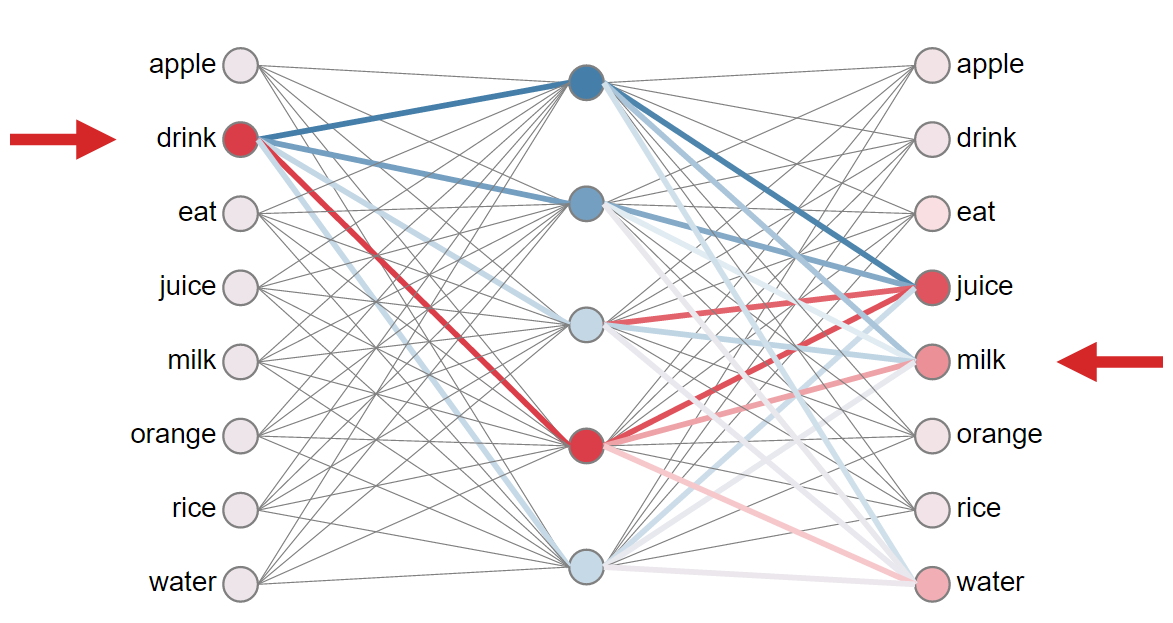 apple
drink
eat
juice
milk
orange
rice
water
apple
drink
eat
juice
milk
orange
rice
water